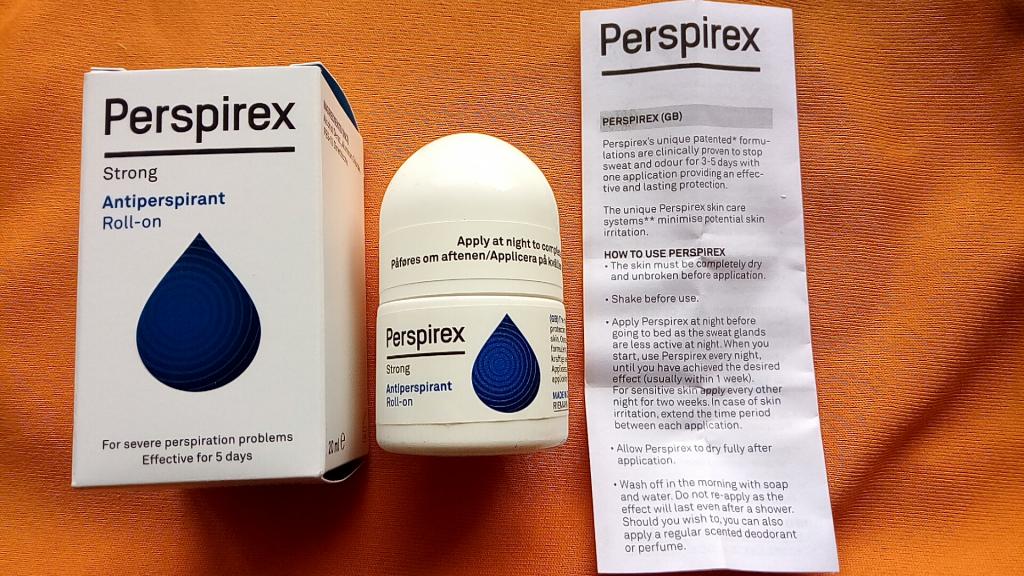 Perspirex
Strong
Antiperspirant
Roll-on
For severe perspiration problems
Effective for 5 days
20 ml ℮
Apply at night to
Påføres om aftenen/Applicera på
Perspirex
Strong
Antiperspirant
Roll-on
(GB)
MADE
Perspirex
PERSPIREX (GB)
Perspirex's unique patented* formu-
lations are clinically proven to stop
sweat and odour for 3-5 days with
one application providing an effec-
tive and lasting protection.
The unique Perspirex skin care
systems** minimise potential skin
irritation.
HOW TO USE PERSPIREX
• The skin must be completely dry
and unbroken before application.
• Shake before use.
• Apply Perspirex at night before
going to bed as the sweat glands
are less active at night. When you
start, use Perspirex every night,
until you have achieved the desired
effect (usually within 1 week).
For sensitive skin apply every other
night for two weeks. In case of skin
irritation, extend the time period
between each application.
• Allow Perspirex to dry fully after
application.
• Wash off in the morning with soap
and water. Do not re-apply as the
effect will last even after a shower.
Should you wish to, you can also
apply a regular scented deodorant
or perfume.